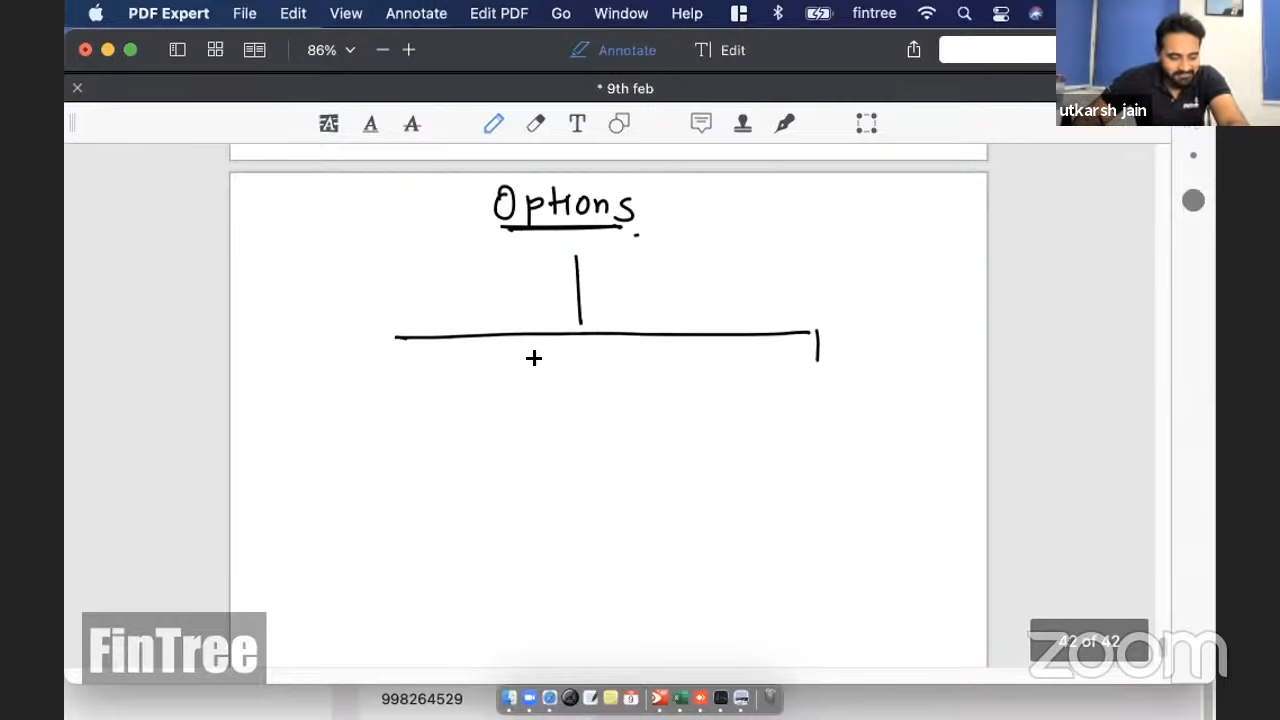 PDF Expert File Edit View Annotate Edit PDF Go Window Help fintree
86% Annotate T Edit
* 9th feb
utkarsh jain
A A A T
Options
FinTree
42 of 42
zoom
998264529
9